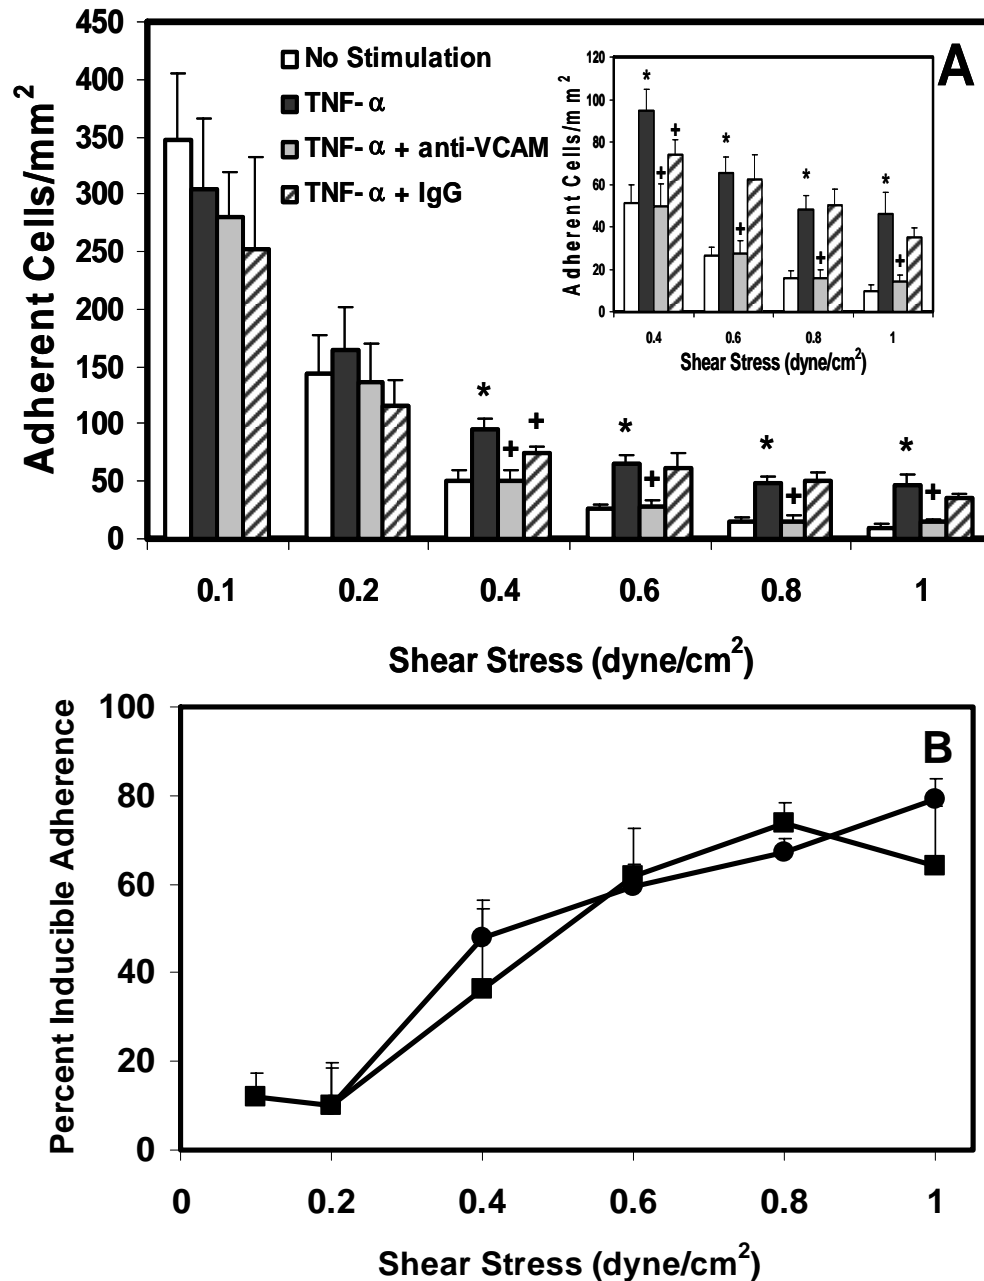 A
450
400
350
300
250
200
150
100
50
0
Adherent Cells/mm²
No Stimulation
TNF-α
TNF-α + anti-VCAM
TNF-α + IgG
* + + * + * + * +
0.1 0.2 0.4 0.6 0.8 1
Shear Stress (dyne/cm²)
120
100
80
60
40
20
0
Adherent Cells/mm²
* + + * + * + * +
0.4 0.6 0.8 1
Shear Stress (dyne/cm²)
B
100
80
60
40
20
0
Percent Inducible Adherence
0 0.2 0.4 0.6 0.8 1
Shear Stress (dyne/cm²)